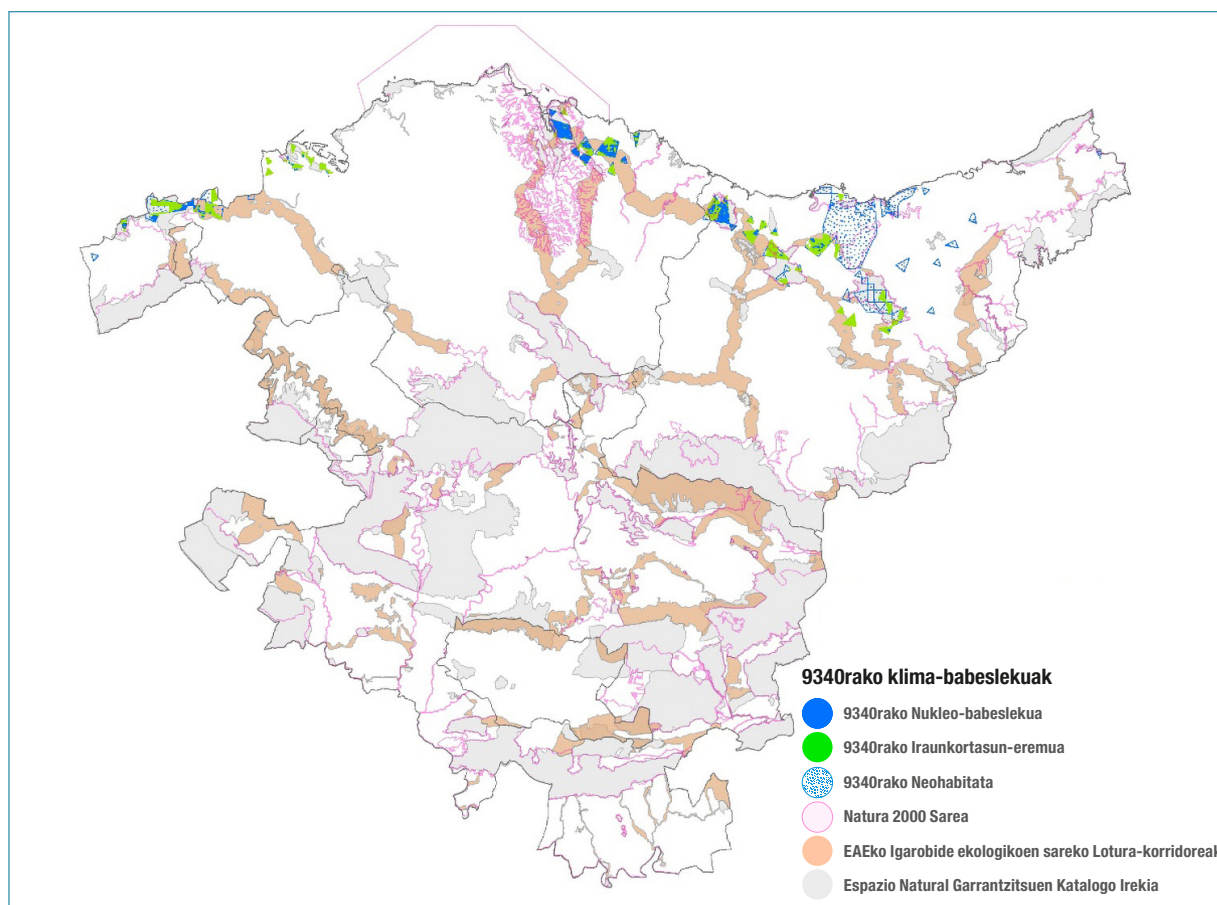 9340rako klima-babeslekuak
9340rako Nukleo-babeslekua
9340rako Iraunkortasun-eremua
9340rako Neohabitata
Natura 2000 Sarea
EAEko Igarobide ekologikoen sareko Lotura-korridoreak
Espazio Natural Garrantzitsuen Katalogo Irekia